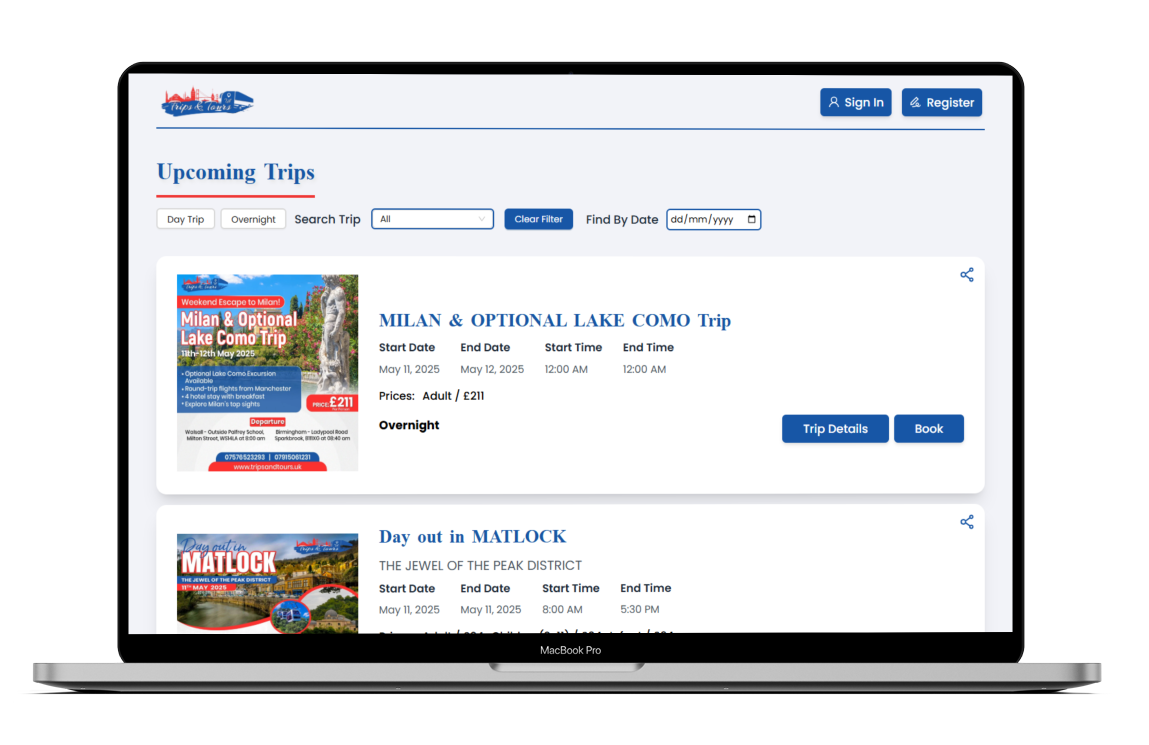 Trips & Tours
Sign In
Register
Upcoming Trips
Day Trip
Overnight
Search Trip
All
Clear Filter
Find By Date
dd/mm/yyyy
Weekend Escape to Milan!
Milan & Optional
Lake Como Trip
11th-12th May 2025
• Optional Lake Como Excursion
Available
• Round-trip flights from Manchester
• 4 hotel stay with breakfast
• Explore Milan's top sights
PRICE: £211
Departure
Walsall - Outside Palfrey School,
Milton Street, WS14LA at 8:00 am
Birmingham - Ladypool Road
Sparkbrook, B111XG at 08:40 am
07576523293 | 07915061231
www.tripsandtours.uk
MILAN & OPTIONAL LAKE COMO Trip
Start Date End Date Start Time End Time
May 11, 2025 May 12, 2025 12:00 AM 12:00 AM
Prices: Adult / £211
Overnight
Trip Details
Book
Day out in
MATLOCK
THE JEWEL OF THE PEAK DISTRICT
11TH MAY 2025
Trips & Tours
Day out in MATLOCK
THE JEWEL OF THE PEAK DISTRICT
Start Date End Date Start Time End Time
May 11, 2025 May 11, 2025 8:00 AM 5:30 PM
MacBook Pro